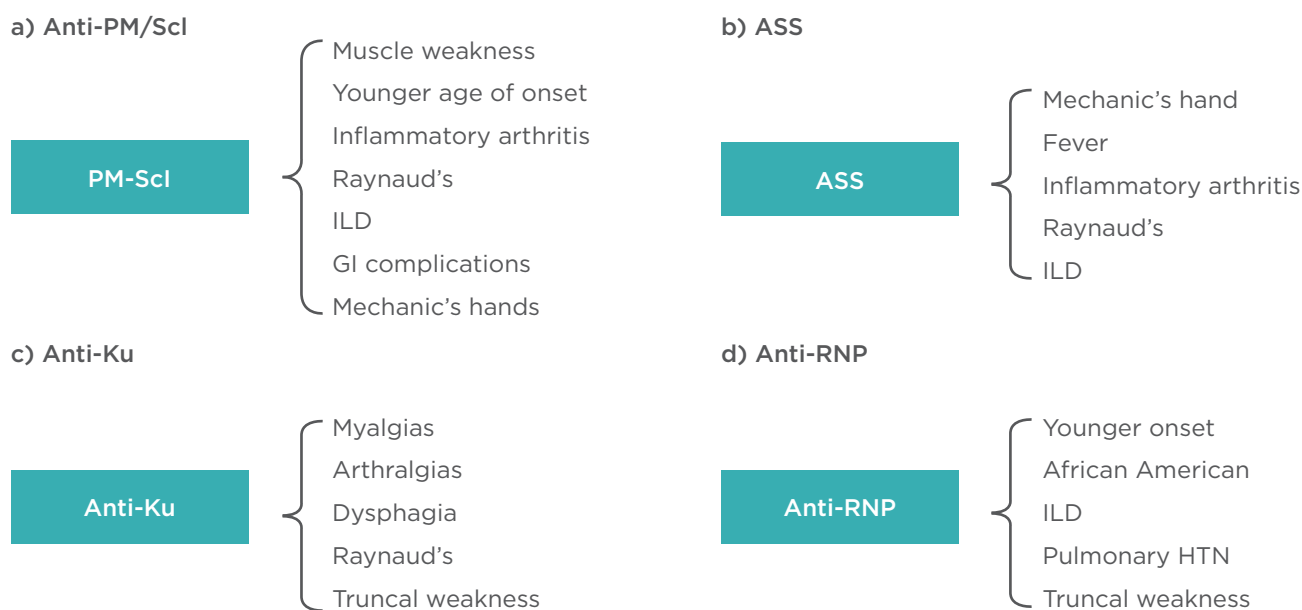 a) Anti-PM/Scl
PM-Scl
Muscle weakness
Younger age of onset
Inflammatory arthritis
Raynaud’s
ILD
GI complications
Mechanic’s hands
b) ASS
ASS
Mechanic’s hand
Fever
Inflammatory arthritis
Raynaud’s
ILD
c) Anti-Ku
Anti-Ku
Myalgias
Arthralgias
Dysphagia
Raynaud’s
Truncal weakness
d) Anti-RNP
Anti-RNP
Younger onset
African American
ILD
Pulmonary HTN
Truncal weakness